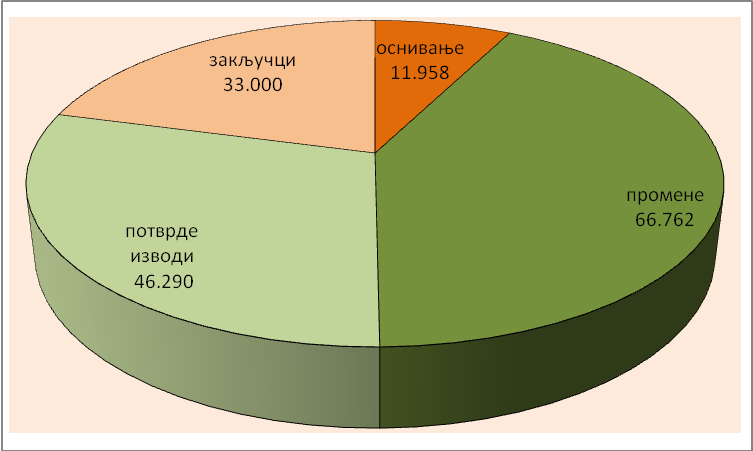 закључци
33.000
оснивање
11.958
промене
66.762
потврде
изводи
46.290